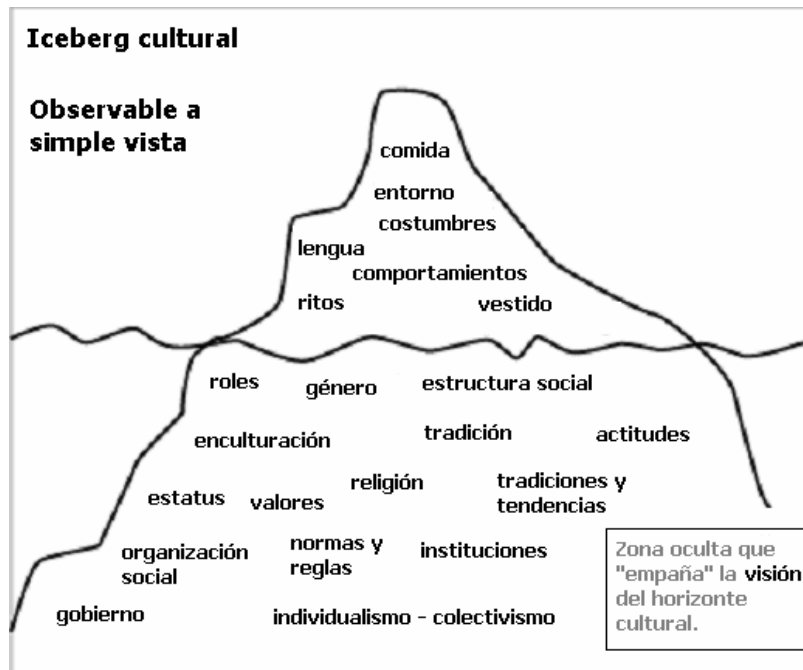 Iceberg cultural
Observable a
simple vista
comida
entorno
costumbres
lengua
comportamientos
ritos vestido
roles género estructura social
enculturación tradición actitudes
religión tradiciones y
tendencias
estatus valores
organización
social
normas y
reglas
instituciones
gobierno individualismo - colectivismo
Zona oculta que
"empaña" la visión
del horizonte
cultural.